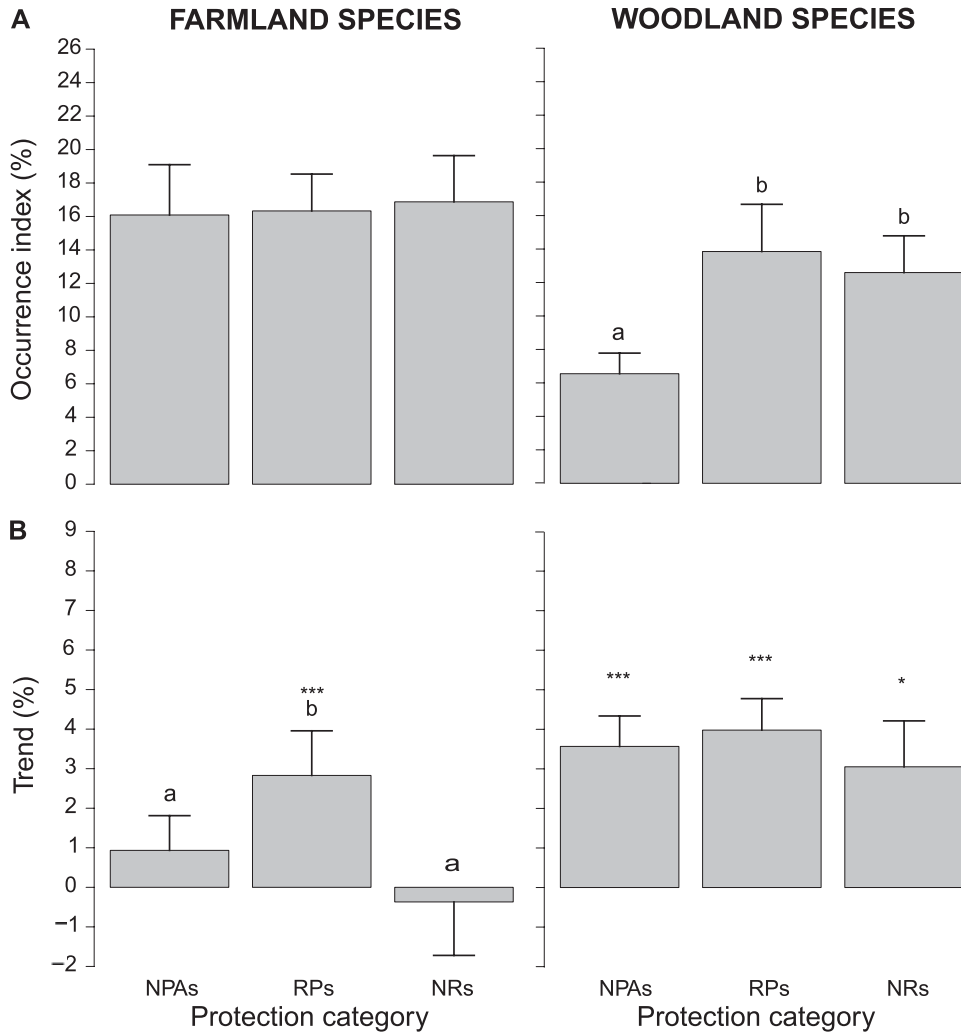 A
FARMLAND SPECIES
WOODLAND SPECIES
Occurrence index (%)
26
24
22
20
18
16
14
12
10
8
6
4
2
0
a
b
b
B
Trend (%)
9
8
7
6
5
4
3
2
1
0
−1
−2
a
***
b
a
***
***
*
NPAs
RPs
NRs
NPAs
RPs
NRs
Protection category
Protection category